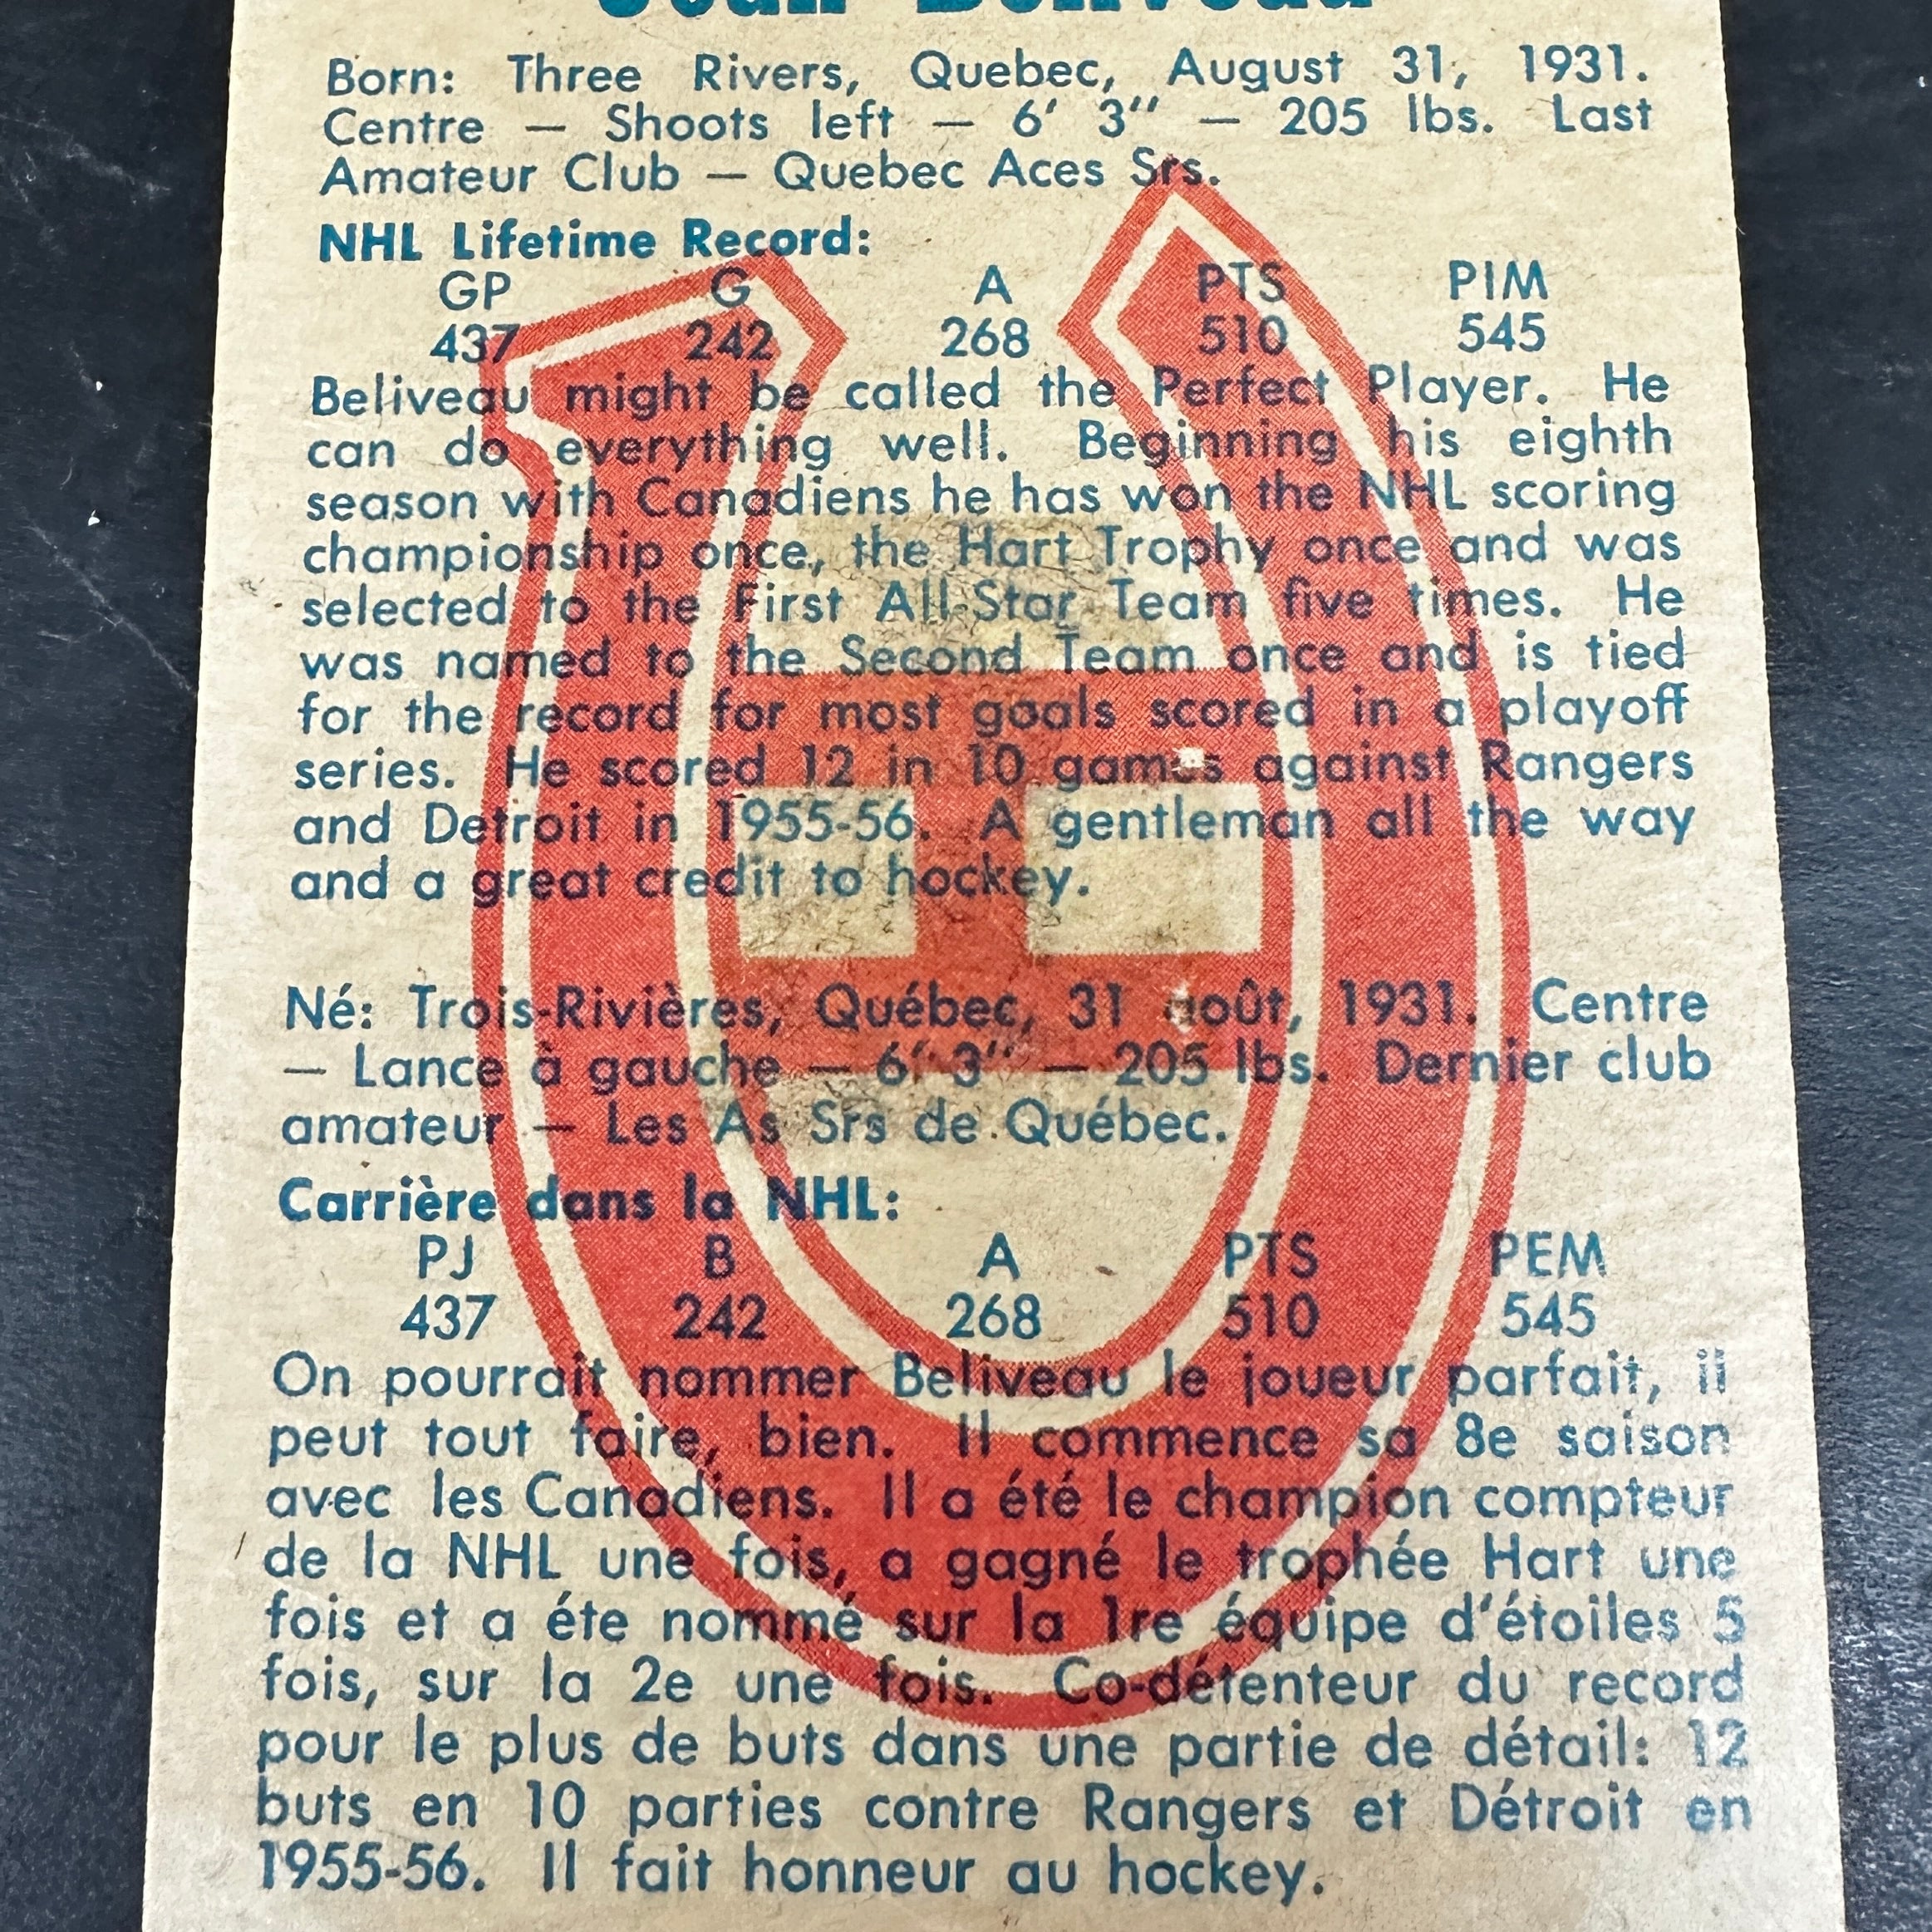 Jean Beliveau
Born: Three Rivers, Quebec, August 31, 1931.
Centre — Shoots left — 6' 3" — 205 lbs. Last
Amateur Club — Quebec Aces Srs.
NHL Lifetime Record:
GP G A PTS PIM
437 242 268 510 545
Beliveau might be called the Perfect Player. He
can do everything well. Beginning his eighth
season with Canadiens he has won the NHL scoring
championship once, the Hart Trophy once and was
selected to the First All-Star Team five times. He
was named to the Second Team once and is tied
for the record for most goals scored in a playoff
series. He scored 12 in 10 games against Rangers
and Detroit in 1955-56. A gentleman all the way
and a great credit to hockey.
Né: Trois-Rivières, Québec, 31 août, 1931. Centre
— Lance à gauche — 6' 3" — 205 lbs. Dernier club
amateur — Les As Srs de Québec.
Carrière dans la NHL:
PJ B A PTS PEM
437 242 268 510 545
On pourrait nommer Beliveau le joueur parfait, il
peut tout faire, bien. Il commence sa 8e saison
avec les Canadiens. Il a été le champion compteur
de la NHL une fois, a gagné le trophée Hart une
fois et a éte nommé sur la 1re équipe d'étoiles 5
fois, sur la 2e une fois. Co-détenteur du record
pour le plus de buts dans une partie de détail: 12
buts en 10 parties contre Rangers et Détroit en
1955-56. Il fait honneur au hockey.